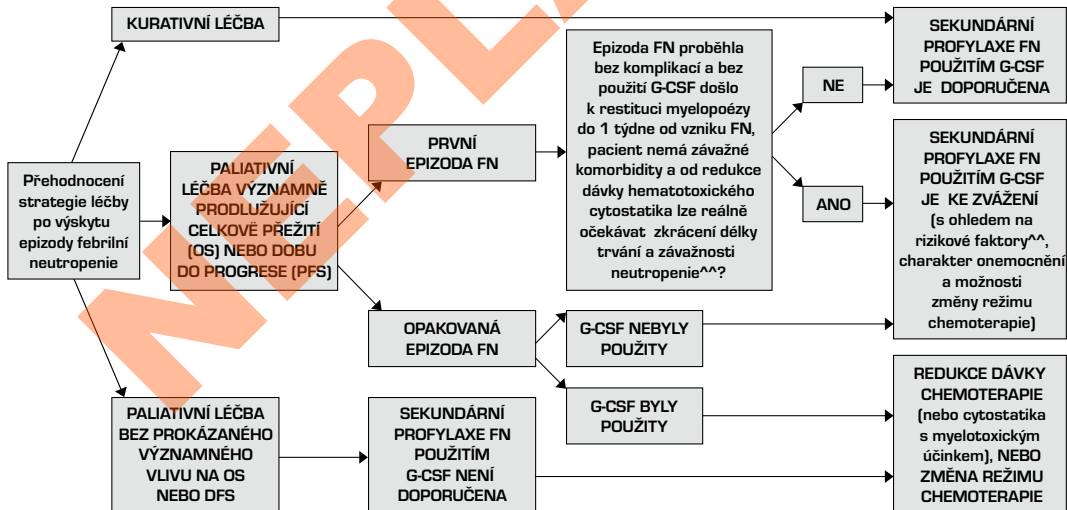 KURATIVNÍ LÉČBA
SEKUNDÁRNÍ
PROFYLAXE FN
POUŽITÍM G-CSF
JE DOPORUČENA
Epizoda FN proběhla
bez komplikací a bez
použití G-CSF došlo
k restituci myelopoézy
do 1 týdne od vzniku FN,
pacient nemá závažné
komorbidity a od redukce
dávky hematotoxického
cytostatika lze reálně
očekávat zkrácení délky
trvání a závažnosti
neutropenie^^?
NE
ANO
PRVNÍ
EPIZODA FN
Přehodnocení
strategie léčby
po výskytu
epizody febrilní
neutropenie
PALIATIVNÍ
LÉČBA VÝZNAMNĚ
PRODLUŽUJÍCÍ
CELKOVÉ PŘEŽITÍ
(OS) NEBO DOBU
DO PROGRESE (PFS)
SEKUNDÁRNÍ
PROFYLAXE FN
POUŽITÍM G-CSF
JE KE ZVÁŽENÍ
(s ohledem na
rizikové faktory^^,
charakter onemocnění
a možnosti
změny režimu
chemoterapie)
OPAKOVANÁ
EPIZODA FN
G-CSF NEBYLY
POUŽITY
G-CSF BYLY
POUŽITY
PALIATIVNÍ LÉČBA
BEZ PROKÁZANÉHO
VÝZNAMNÉHO
VLIVU NA OS
NEBO DFS
SEKUNDÁRNÍ
PROFYLAXE FN
POUŽITÍM
G-CSF NENÍ
DOPORUČENA
REDUKCE DÁVKY
CHEMOTERAPIE
(nebo cytostatika
s myelotoxickým
účinkem), NEBO
ZMĚNA REŽIMU
CHEMOTERAPIE